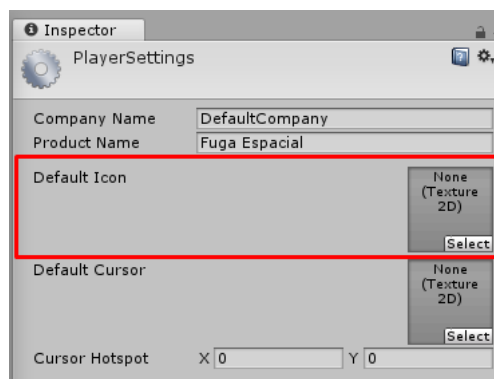 Inspector
PlayerSettings
Company Name DefaultCompany
Product Name Fuga Espacial
Default Icon None
(Texture
2D)
Select
Default Cursor None
(Texture
2D)
Select
Cursor Hotspot X 0 Y 0